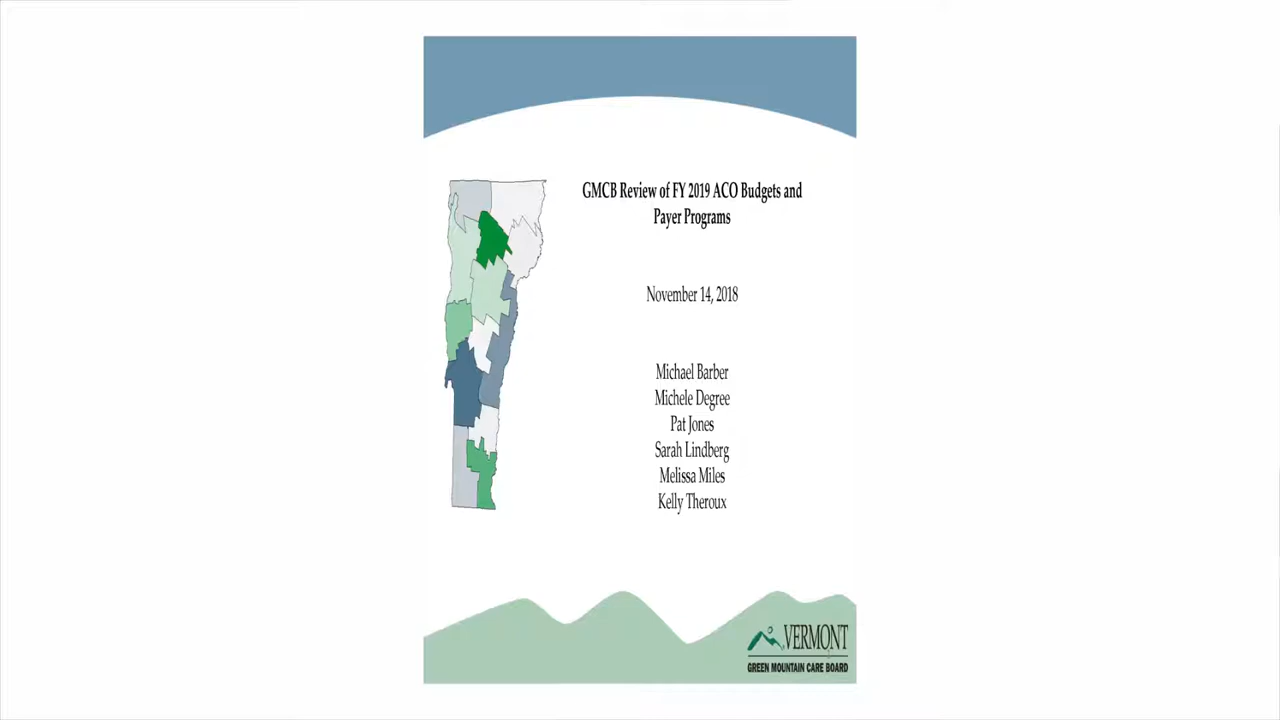 GMCB Review of FY 2019 ACO Budgets and
Payer Programs
November 14, 2018
Michael Barber
Michele Degree
Pat Jones
Sarah Lindberg
Melissa Miles
Kelly Theroux
VERMONT
GREEN MOUNTAIN CARE BOARD